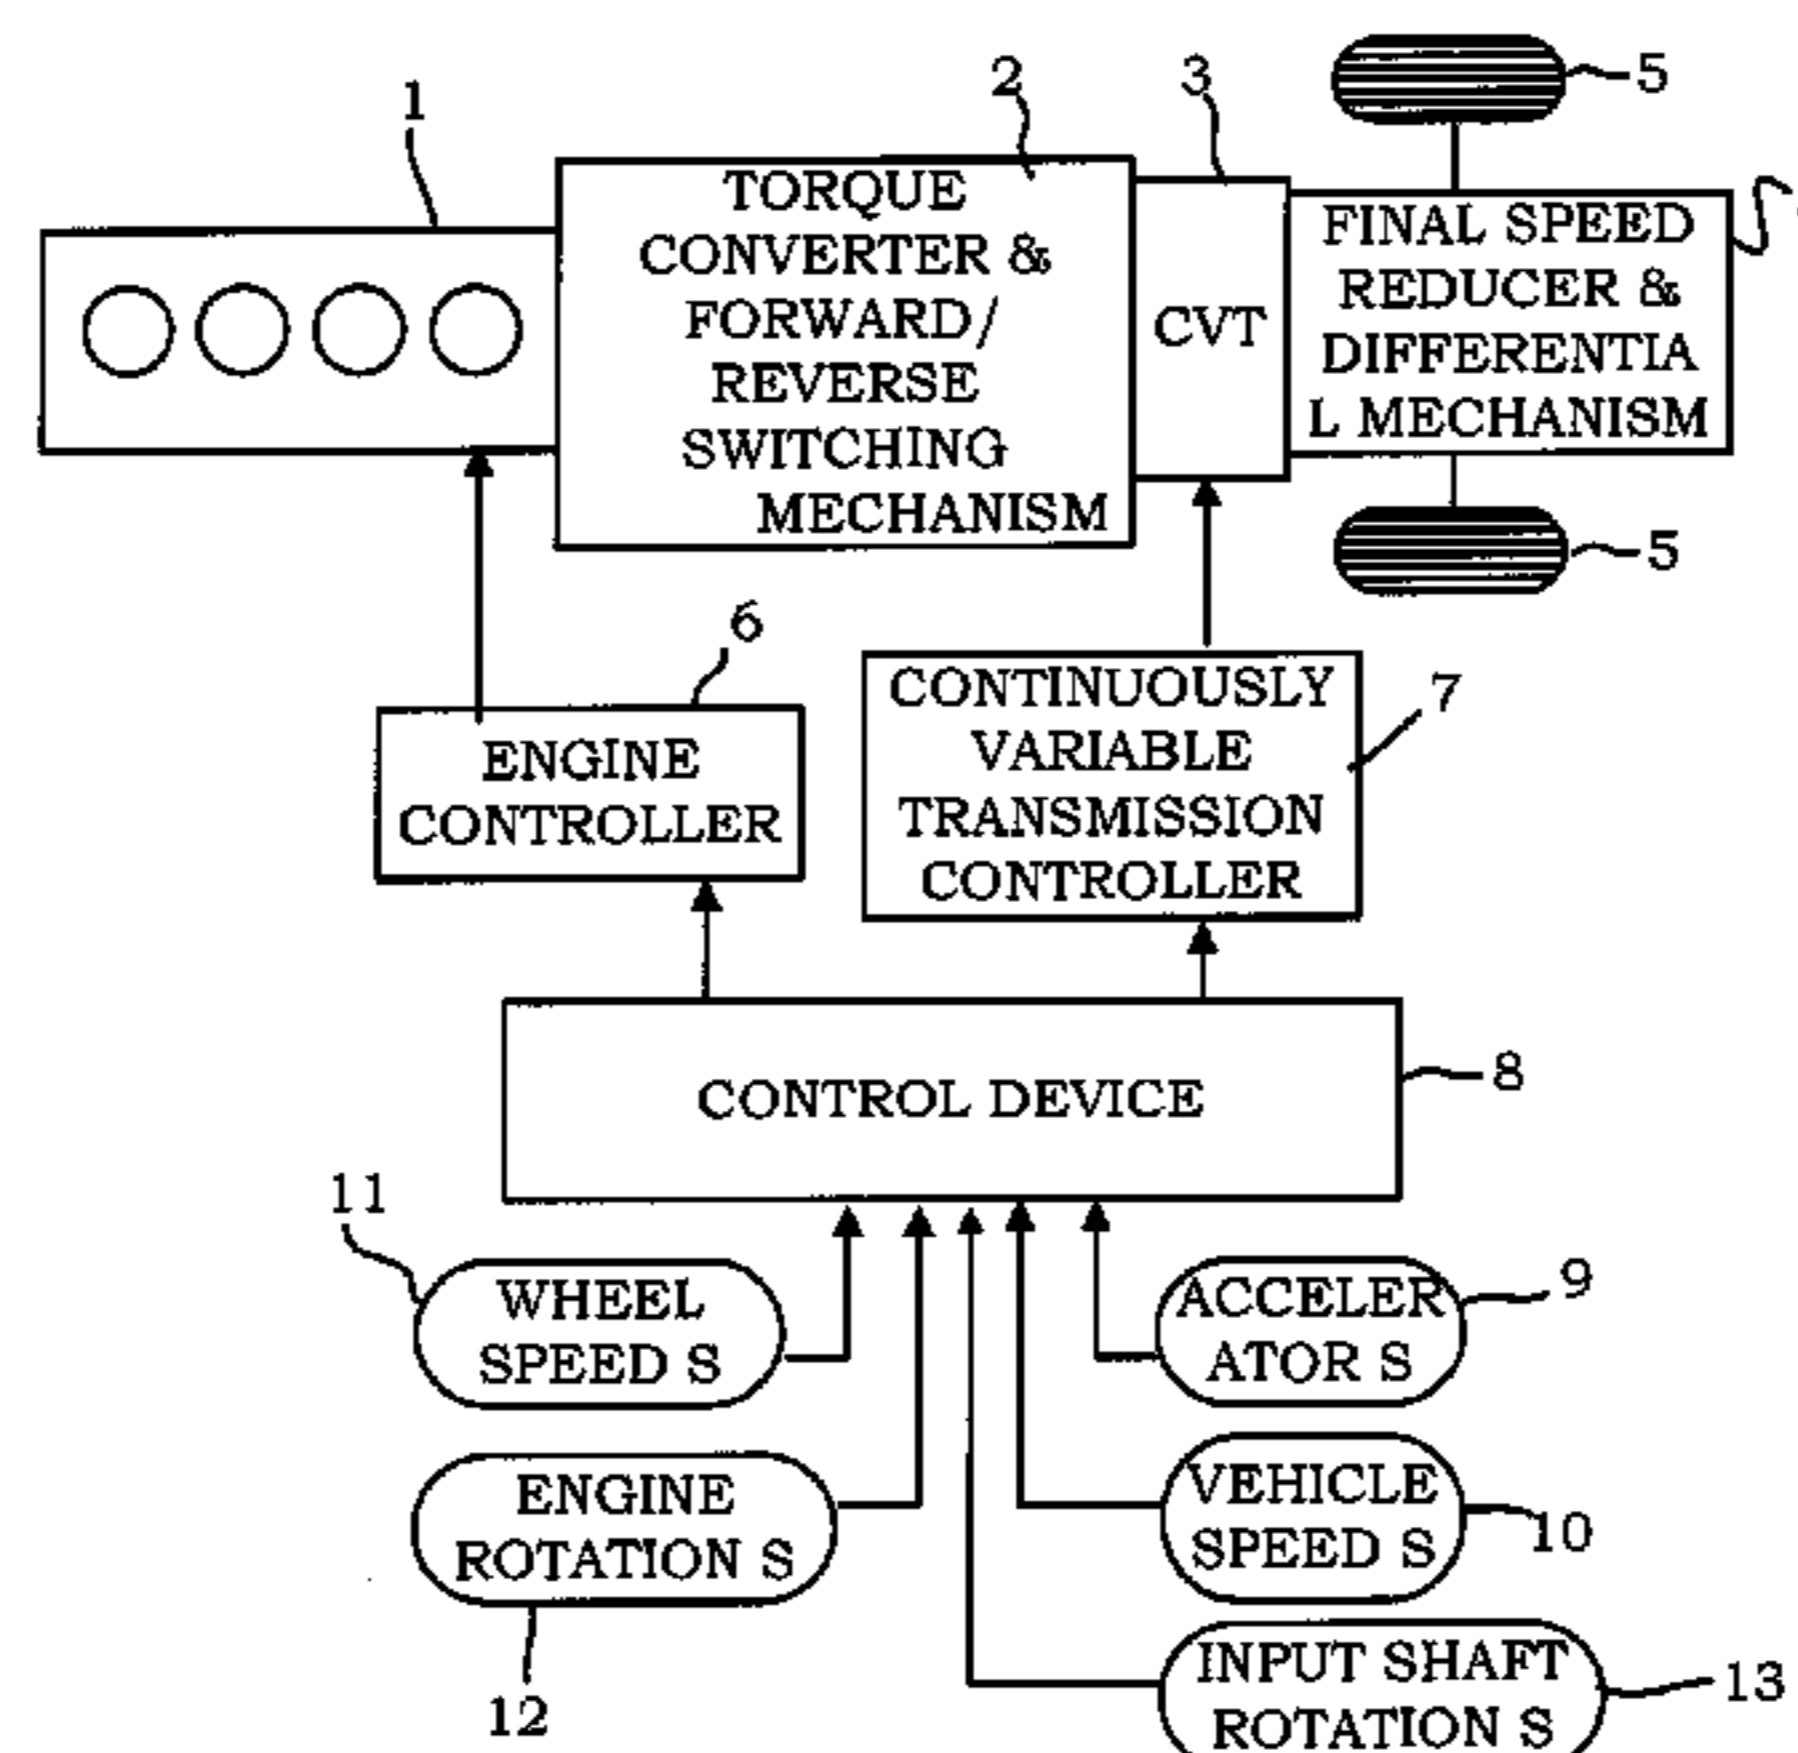 1
2
3
5
TORQUE
CONVERTER &
FORWARD/
REVERSE
SWITCHING
MECHANISM
CVT
FINAL SPEED
REDUCER &
DIFFERENTIA
L MECHANISM
5
6
ENGINE
CONTROLLER
CONTINUOUSLY
VARIABLE
TRANSMISSION
CONTROLLER
7
CONTROL DEVICE
8
11
WHEEL
SPEED S
ACCELER
ATOR S
9
ENGINE
ROTATION S
12
VEHICLE
SPEED S
10
INPUT SHAFT
ROTATION S
13